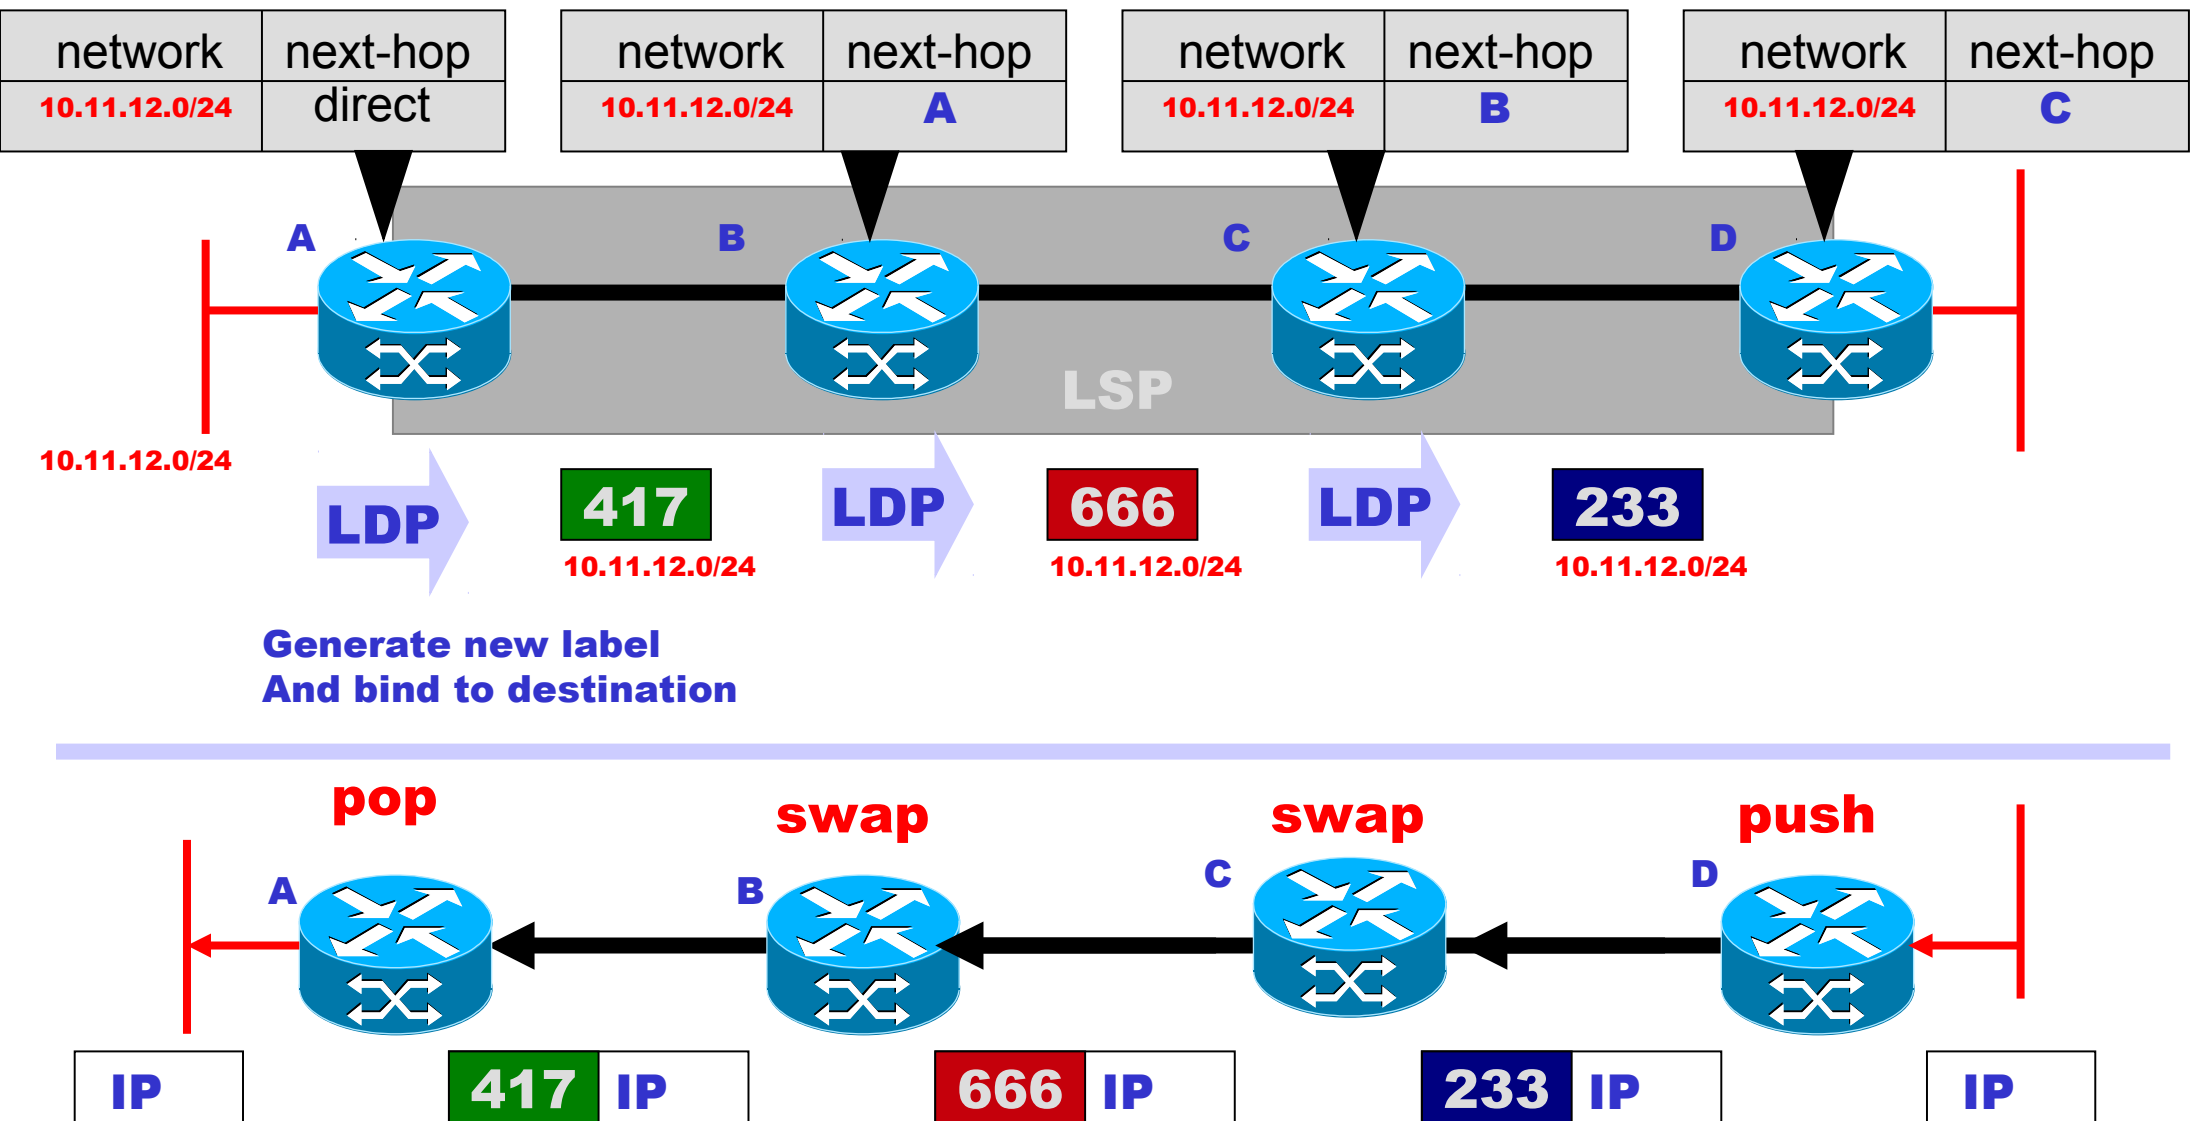 network next-hop network next-hop network next-hop network next-hop
10.11.12.0/24 direct 10.11.12.0/24 A 10.11.12.0/24 B 10.11.12.0/24 C
A B C D
LSP
10.11.12.0/24
LDP 417 LDP 666 LDP 233
10.11.12.0/24 10.11.12.0/24 10.11.12.0/24
Generate new label
And bind to destination
pop swap swap push
A B C D
IP 417 IP 666 IP 233 IP IP